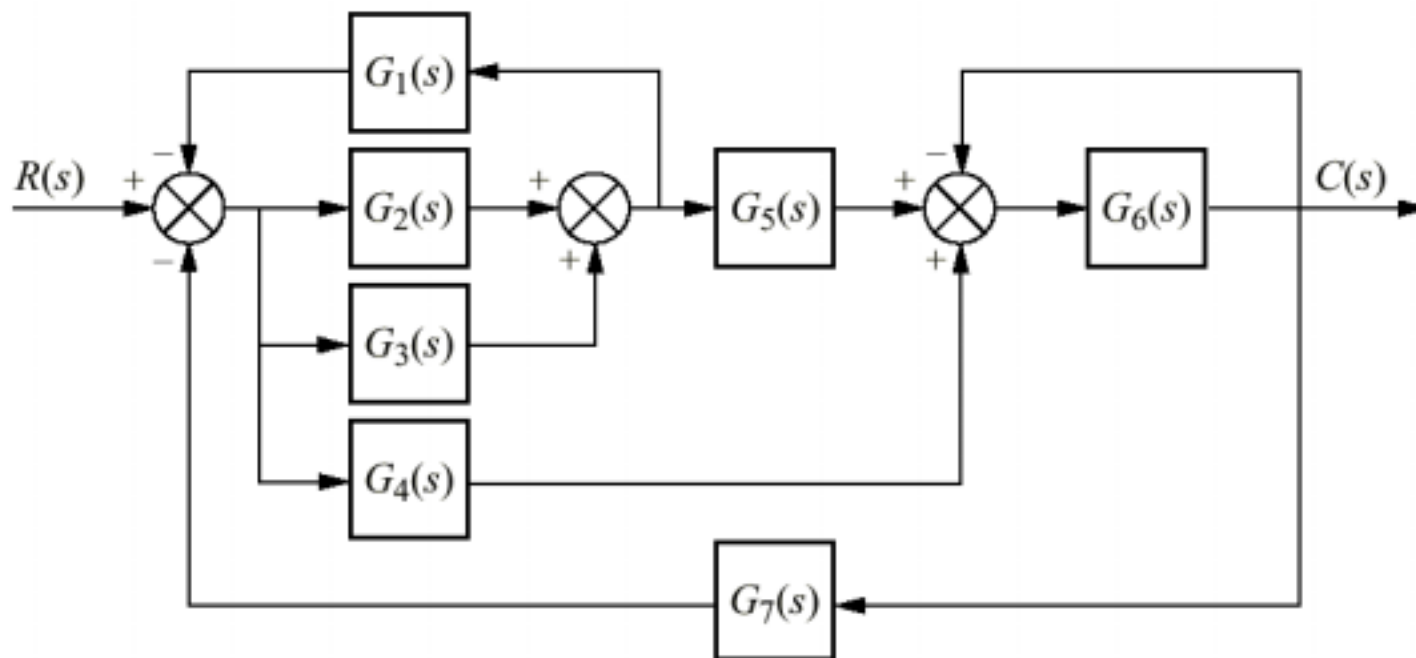 G₁(s)
R(s)
+
−
−
G₂(s)
+
+
G₅(s)
+
−
+
G₆(s)
C(s)
G₃(s)
G₄(s)
G₇(s)